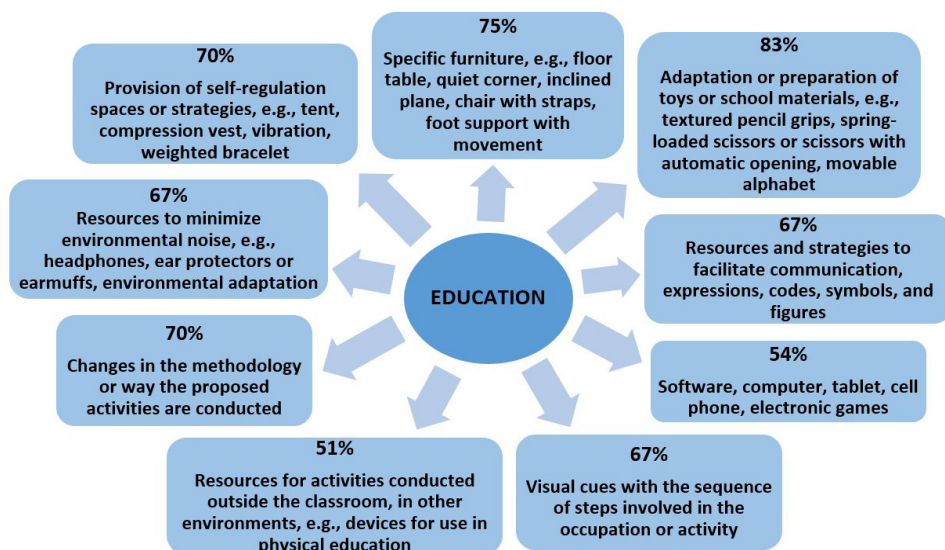 70%
Provision of self-regulation
spaces or strategies, e.g., tent,
compression vest, vibration,
weighted bracelet
75%
Specific furniture, e.g., floor
table, quiet corner, inclined
plane, chair with straps,
foot support with
movement
83%
Adaptation or preparation of
toys or school materials, e.g.,
textured pencil grips, spring-
loaded scissors or scissors with
automatic opening, movable
alphabet
67%
Resources to minimize
environmental noise, e.g.,
headphones, ear protectors or
earmuffs, environmental adaptation
EDUCATION
67%
Resources and strategies to
facilitate communication,
expressions, codes, symbols, and
figures
70%
Changes in the methodology
or way the proposed
activities are conducted
54%
Software, computer, tablet, cell
phone, electronic games
51%
Resources for activities conducted
outside the classroom, in other
environments, e.g., devices for use in
physical education
67%
Visual cues with the sequence
of steps involved in the
occupation or activity